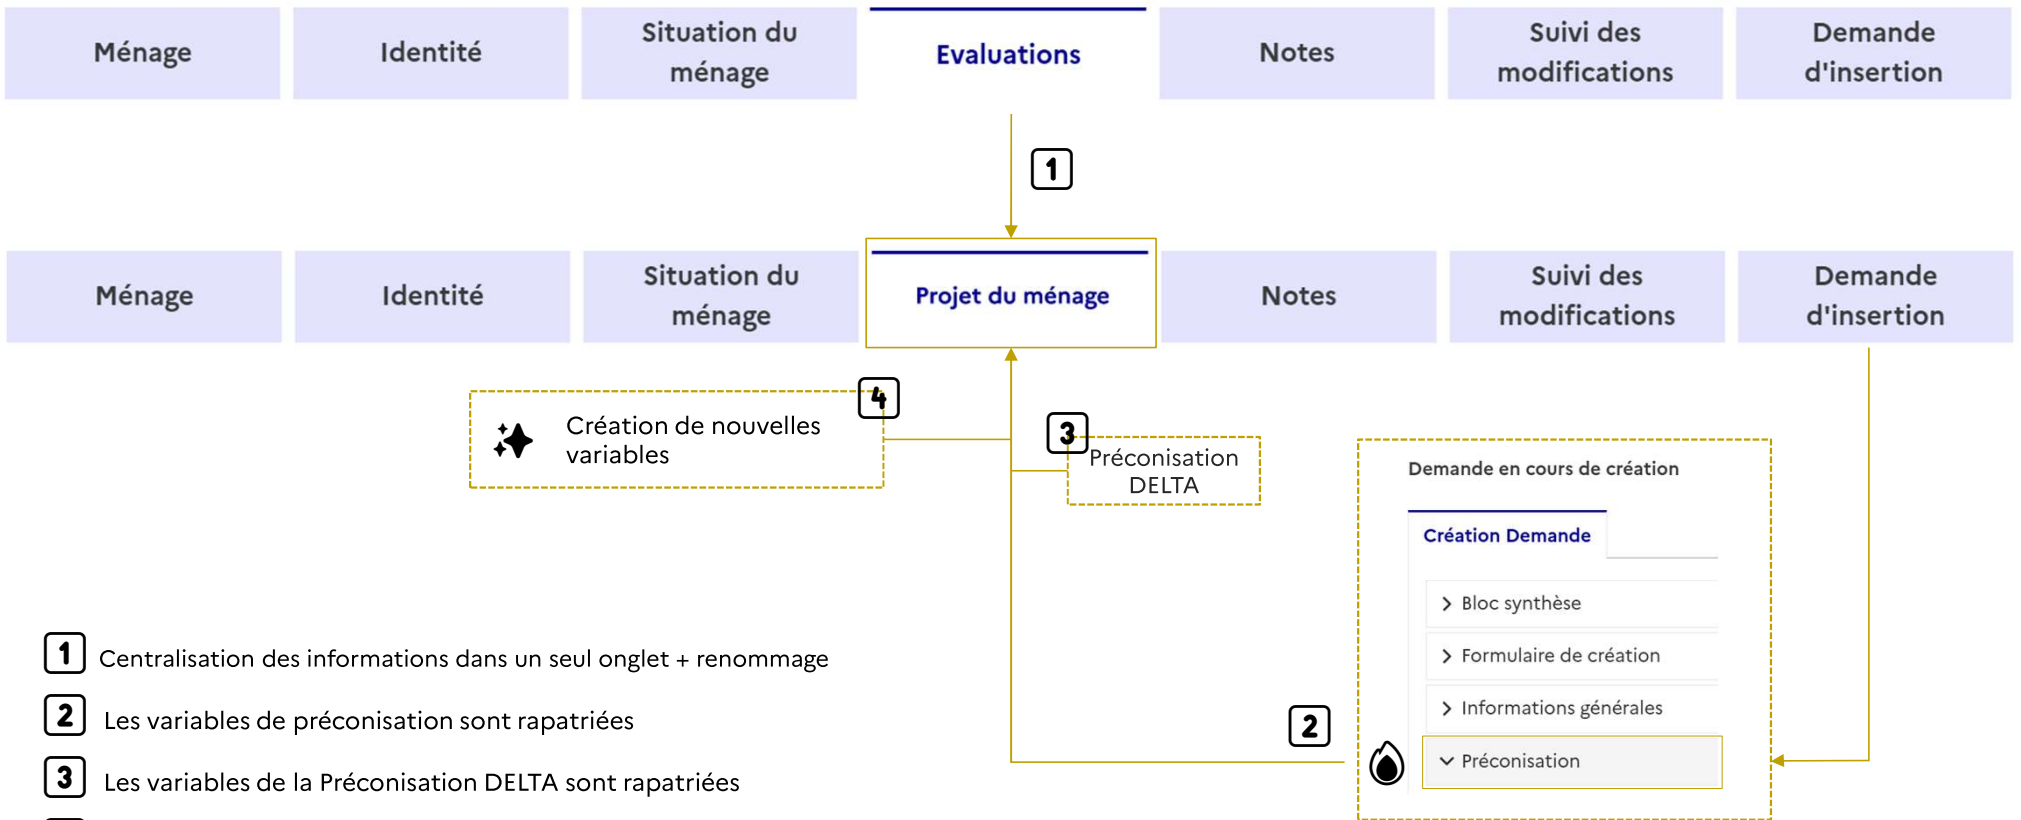 Ménage
Identité
Situation du
ménage
Evaluations
Notes
Suivi des
modifications
Demande
d'insertion
1
Ménage
Identité
Situation du
ménage
Projet du ménage
Notes
Suivi des
modifications
Demande
d'insertion
4
Création de nouvelles
variables
3
Préconisation
DELTA
Demande en cours de création
Création Demande
Bloc synthèse
Formulaire de création
Informations générales
Préconisation
2
1 Centralisation des informations dans un seul onglet + renommage
2 Les variables de préconisation sont rapatriées
3 Les variables de la Préconisation DELTA sont rapatriées